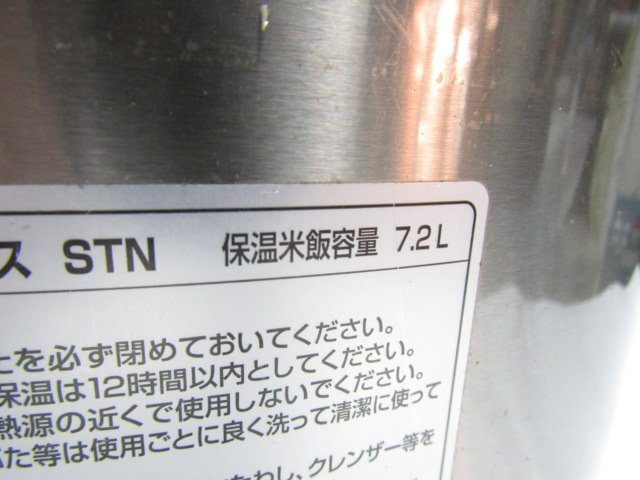 ス STN 保温米飯容量 7.2L
を必ず閉めておいてください。
保温は12時間以内としてください。
熱源の近くで使用しないでください。
た等は使用ごとに良く洗って清潔に使って
たわし、クレンザー等を